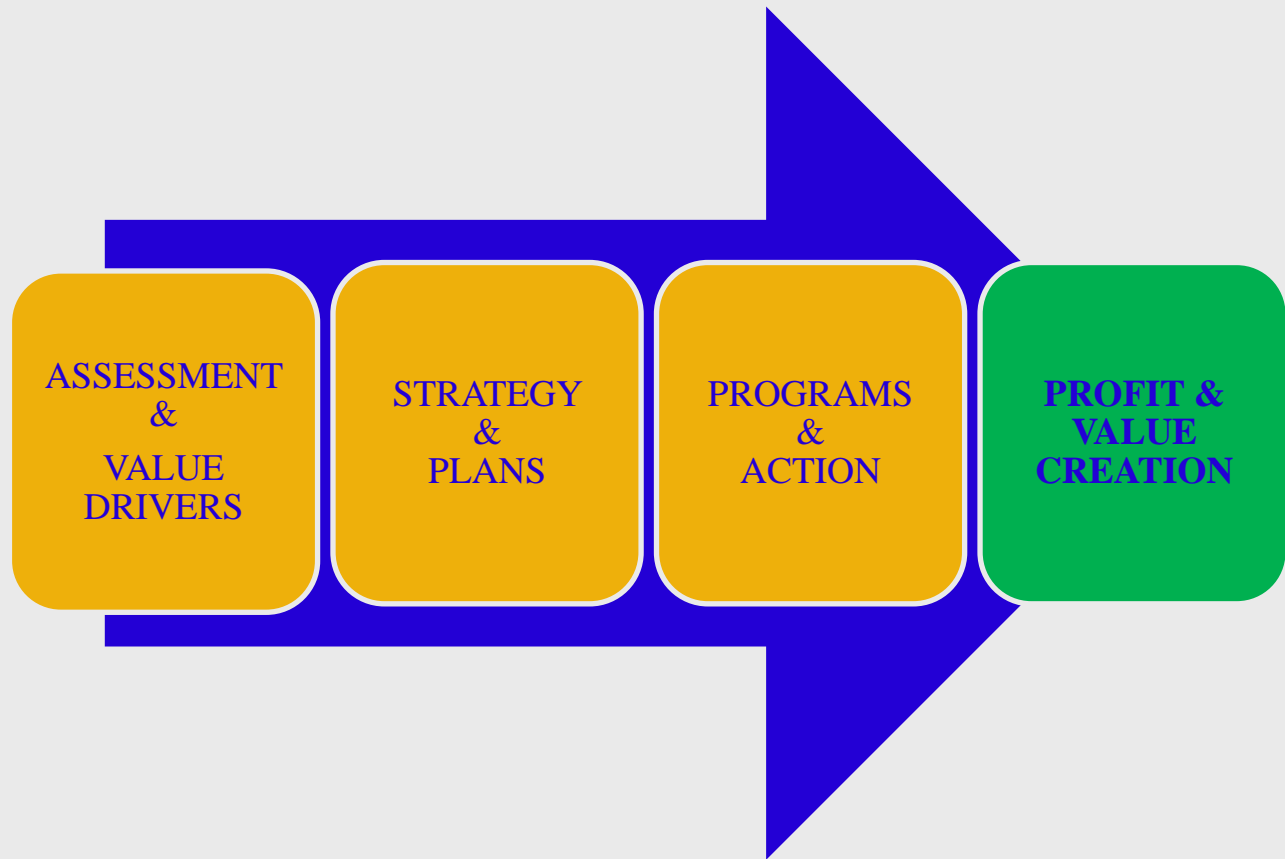 ASSESSMENT
&
VALUE
DRIVERS
STRATEGY
&
PLANS
PROGRAMS
&
ACTION
PROFIT &
VALUE
CREATION